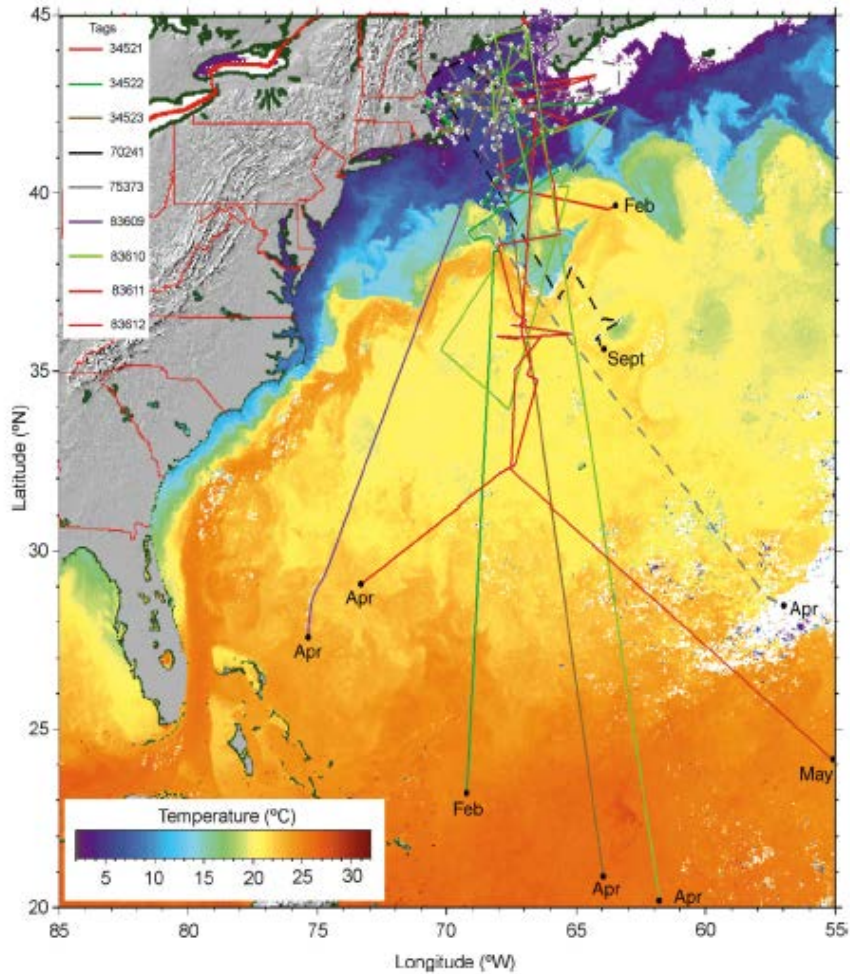 45
40
35
30
25
20
Latitude (ºN)
Tags
34521
34522
34523
70241
75373
83609
83610
83611
83612
Feb
Sept
Apr
Apr
Apr
May
Feb
Apr
Apr
Temperature (ºC)
5 10 15 20 25 30
85 80 75 70 65 60 55
Longitude (ºW)